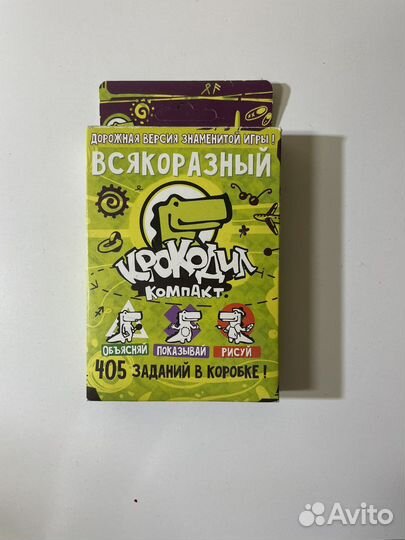 ДОРОЖНАЯ ВЕРСИЯ ЗНАМЕНИТОЙ ИГРЫ!
ВСЯКОРАЗНЫЙ
КРОКОДИЛ
КОМПАКТ
ОБЪЯСНЯЙ ПОКАЗЫВАЙ РИСУЙ
405 ЗАДАНИЙ В КОРОБКЕ!
Avito